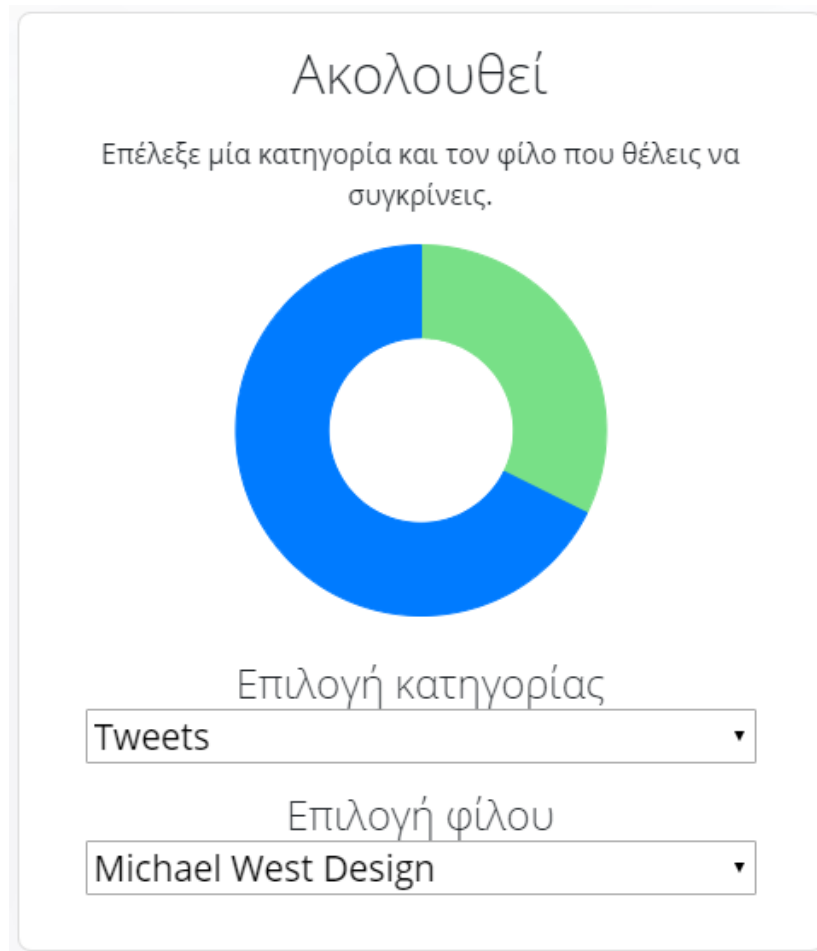 Ακολουθεί
Επέλεξε μία κατηγορία και τον φίλο που θέλεις να
συγκρίνεις.
Επιλογή κατηγορίας
Tweets
Επιλογή φίλου
Michael West Design